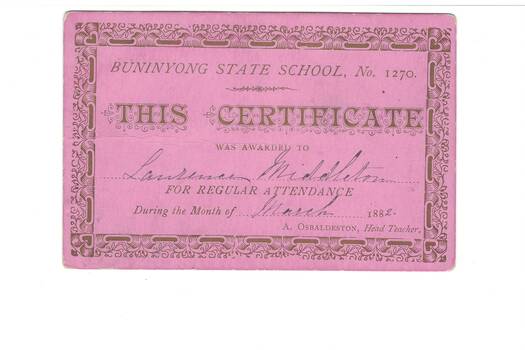 BUNINYONG STATE SCHOOL, No. 1270.
THIS CERTIFICATE
WAS AWARDED TO
Laurence Middleton
FOR REGULAR ATTENDANCE
During the Month of March 1882.
A. OSBALDESTON, Head Teacher.